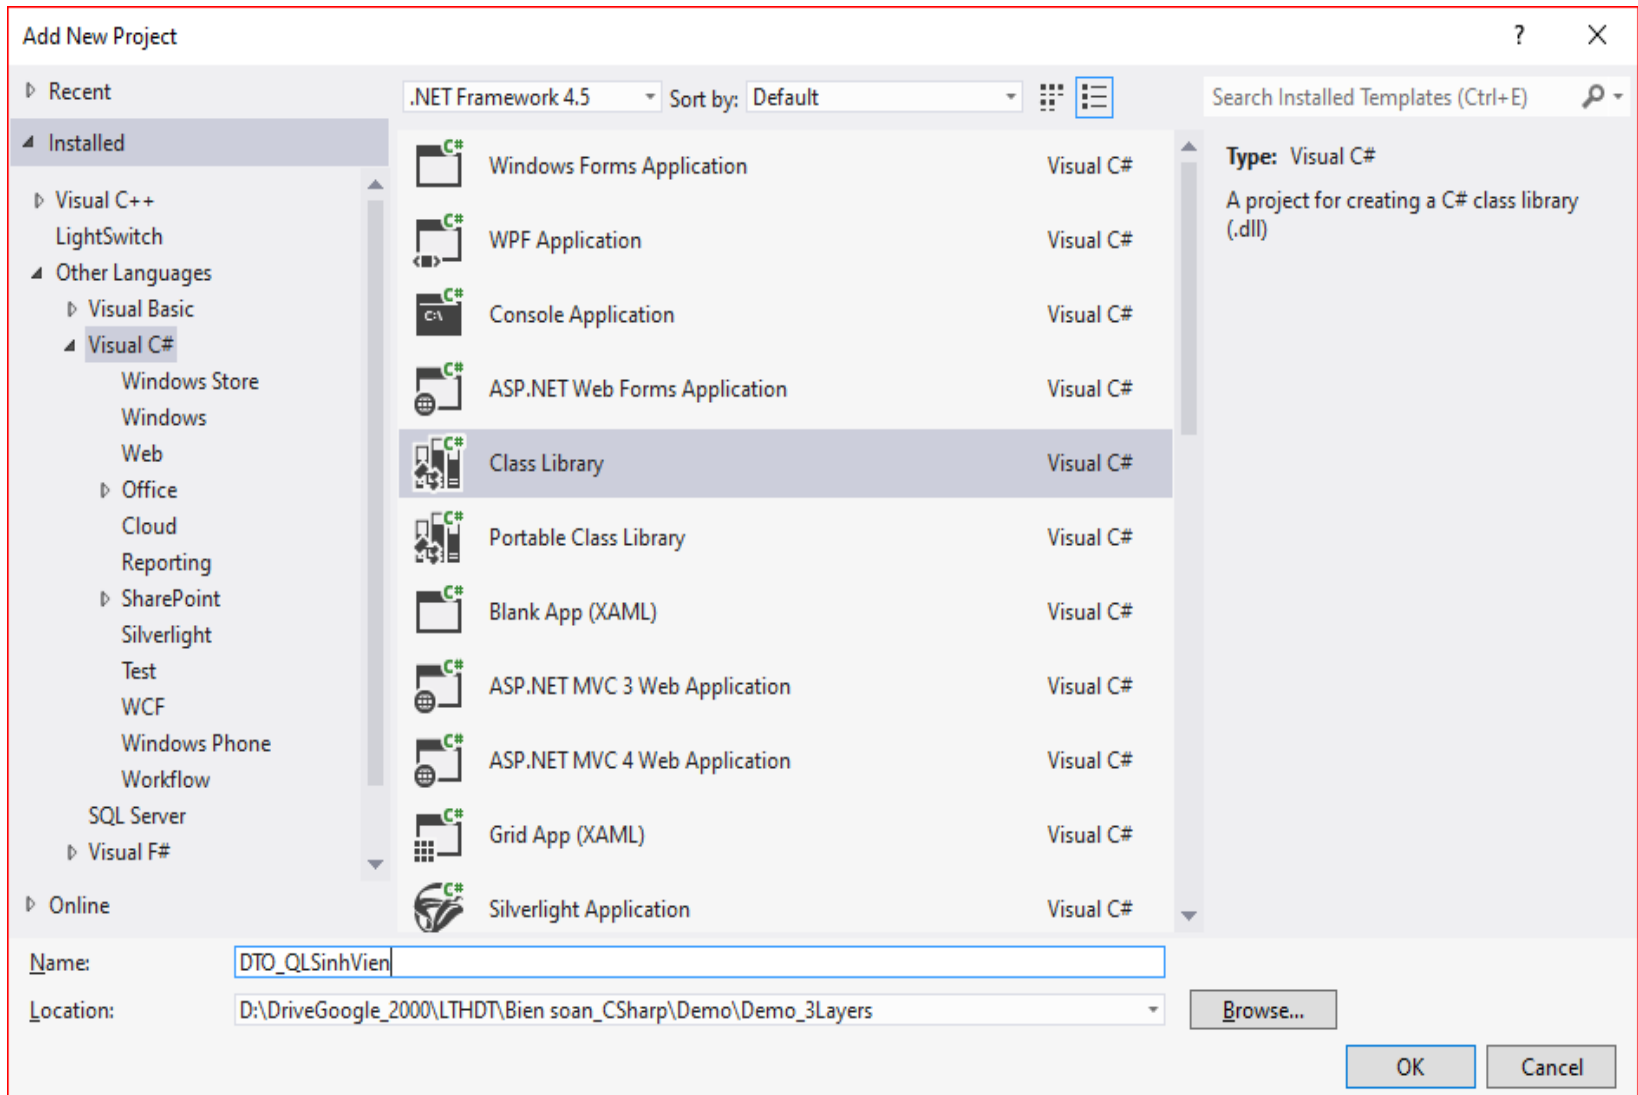 Add New Project
?
Recent
.NET Framework 4.5
Sort by:
Default
Search Installed Templates (Ctrl+E)
Installed
Visual C++
LightSwitch
Other Languages
Visual Basic
Visual C#
Windows Store
Windows
Web
Office
Cloud
Reporting
SharePoint
Silverlight
Test
WCF
Windows Phone
Workflow
SQL Server
Visual F#
Online
Windows Forms Application Visual C#
WPF Application Visual C#
Console Application Visual C#
ASP.NET Web Forms Application Visual C#
Class Library Visual C#
Portable Class Library Visual C#
Blank App (XAML) Visual C#
ASP.NET MVC 3 Web Application Visual C#
ASP.NET MVC 4 Web Application Visual C#
Grid App (XAML) Visual C#
Silverlight Application Visual C#
Type: Visual C#
A project for creating a C# class library
(.dll)
Name: DTO_QLSinhVien
Location: D:\DriveGoogle_2000\LTHDT\Bien soan_CSharp\Demo\Demo_3Layers
Browse...
OK
Cancel